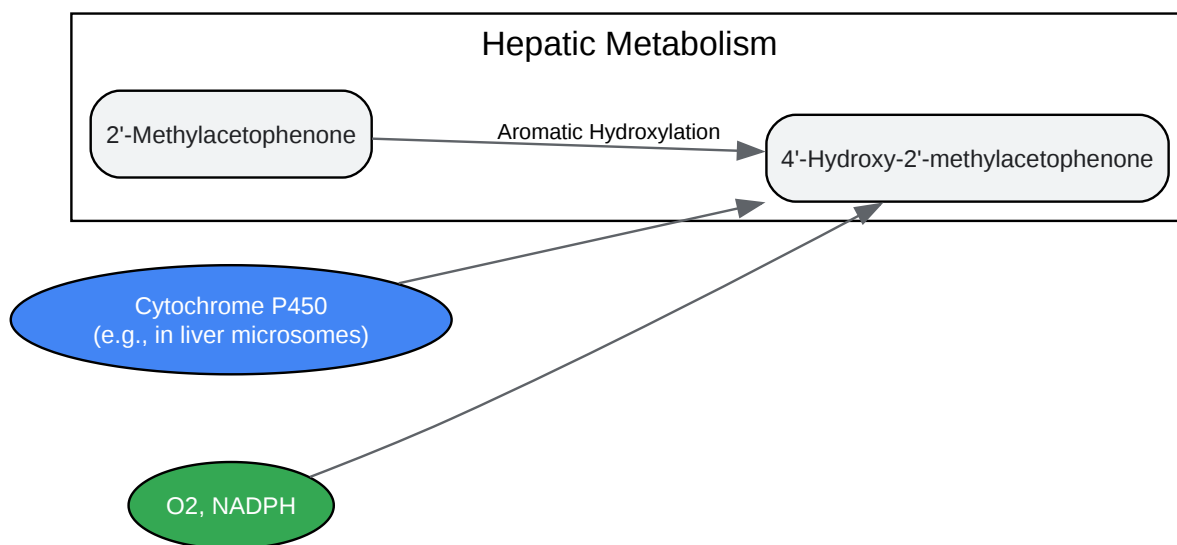 Hepatic Metabolism
2'-Methylacetophenone
Aromatic Hydroxylation
4'-Hydroxy-2'-methylacetophenone
Cytochrome P450
(e.g., in liver microsomes)
O2, NADPH